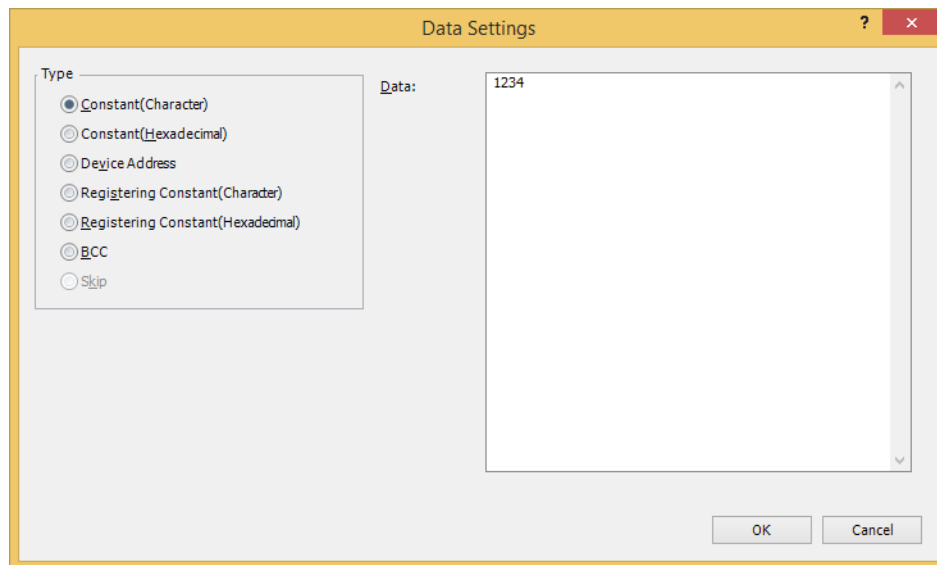 Data Settings
?
Type
Constant(Character)
Constant(Hexadecimal)
Device Address
Registering Constant(Character)
Registering Constant(Hexadecimal)
BCC
Skip
Data:
1234
OK
Cancel